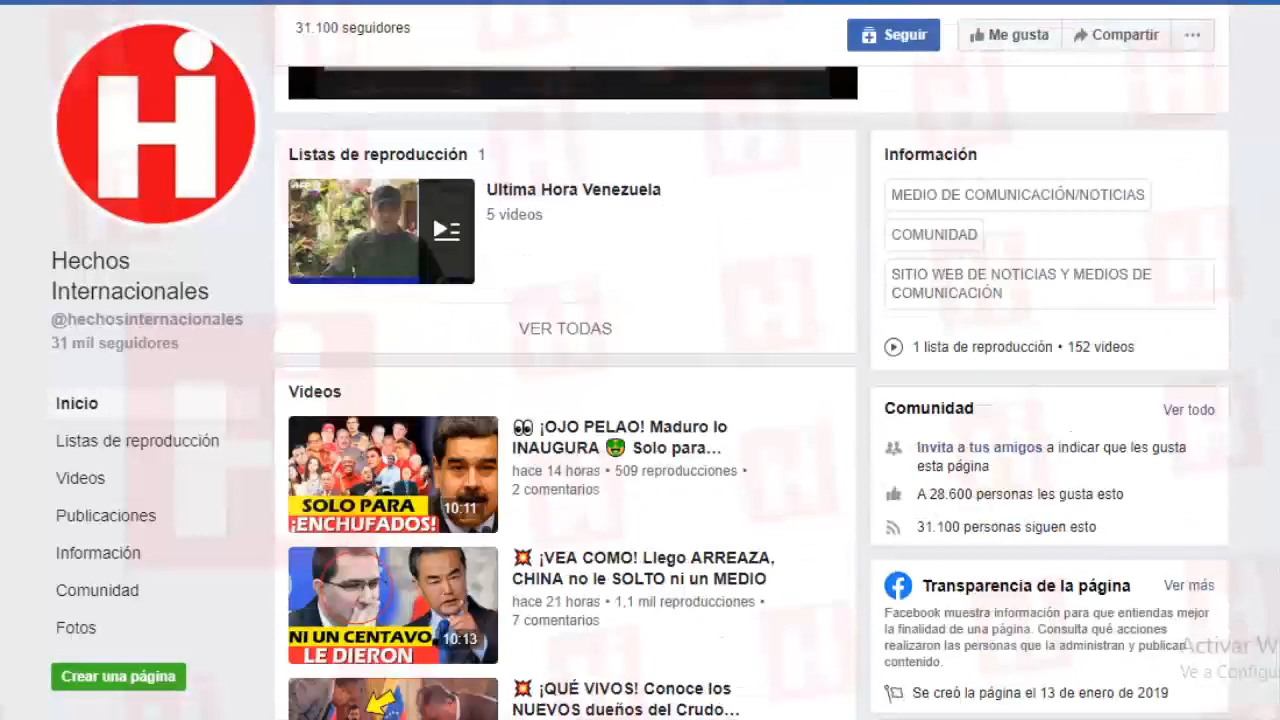 31.100 seguidores
Seguir
Me gusta
Compartir
Hi
Hechos
Internacionales
@hechosinternacionales
31 mil seguidores
Inicio
Listas de reproducción
Videos
Publicaciones
Información
Comunidad
Fotos
Crear una página
Listas de reproducción 1
Ultima Hora Venezuela
5 videos
VER TODAS
Videos
SOLO PARA
¡ENCHUFADOS!
10:11
👀 ¡OJO PELAO! Maduro lo
INAUGURA 🤑 Solo para...
hace 14 horas • 509 reproducciones •
2 comentarios
NI UN CENTAVO
LE DIERON
10:13
💥 ¡VEA COMO! Llego ARREAZA,
CHINA no le SOLTO ni un MEDIO
hace 21 horas • 1,1 mil reproducciones •
7 comentarios
💥 ¡QUÉ VIVOS! Conoce los
NUEVOS dueños del Crudo...
Información
MEDIO DE COMUNICACIÓN/NOTICIAS
COMUNIDAD
SITIO WEB DE NOTICIAS Y MEDIOS DE
COMUNICACIÓN
1 lista de reproducción • 152 videos
Comunidad
Ver todo
Invita a tus amigos a indicar que les gusta
esta página
A 28.600 personas les gusta esto
31.100 personas siguen esto
Transparencia de la página
Ver más
Facebook muestra información para que entiendas mejor
la finalidad de una página. Consulta qué acciones
realizaron las personas que la administran y publican
contenido.
Se creó la página el 13 de enero de 2019
Activar W
Ve a Configu